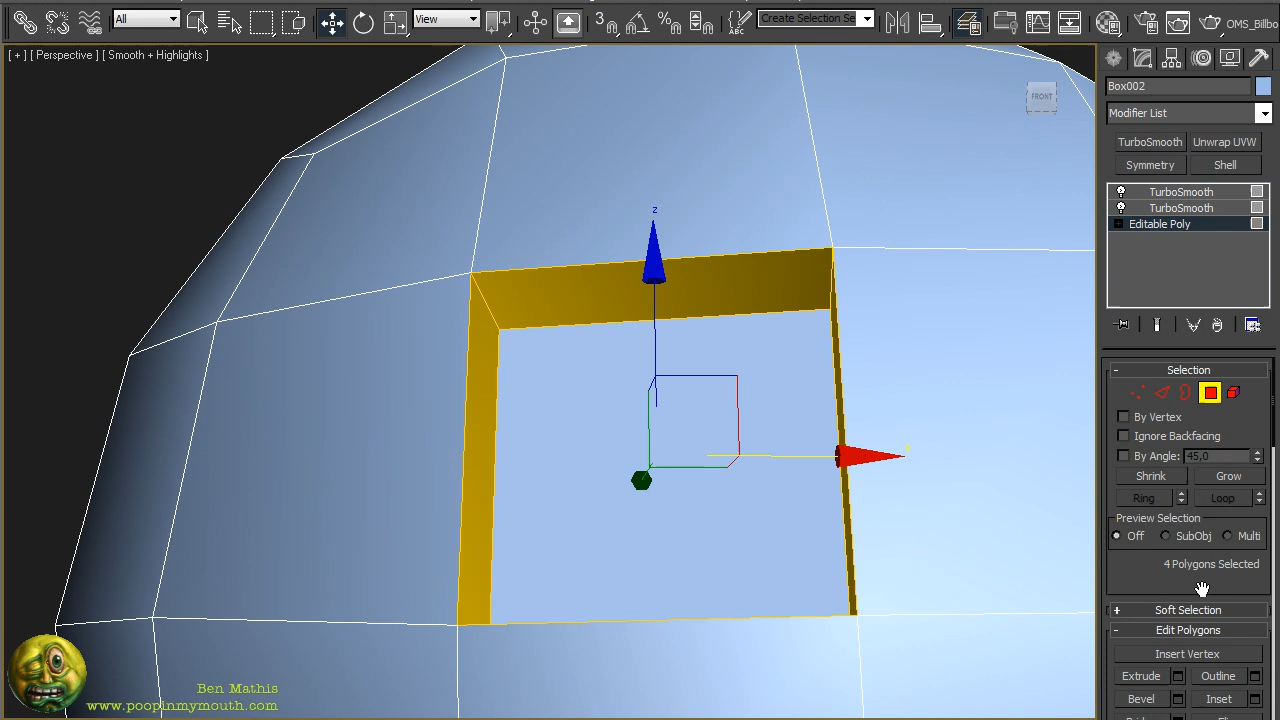 All
View
3
Create Selection Se
ABC
OMS_Billbo
[ + ] [ Perspective ] [ Smooth + Highlights ]
FRONT
Box002
Modifier List
TurboSmooth
Unwrap UVW
Symmetry
Shell
TurboSmooth
TurboSmooth
Editable Poly
z
- Selection
By Vertex
Ignore Backfacing
By Angle: 45,0
Shrink
Grow
Ring
Loop
Preview Selection
Off SubObj Multi
4 Polygons Selected
+ Soft Selection
- Edit Polygons
Insert Vertex
Extrude
Outline
Bevel
Inset
Ben Mathis
www.poopinmymouth.com